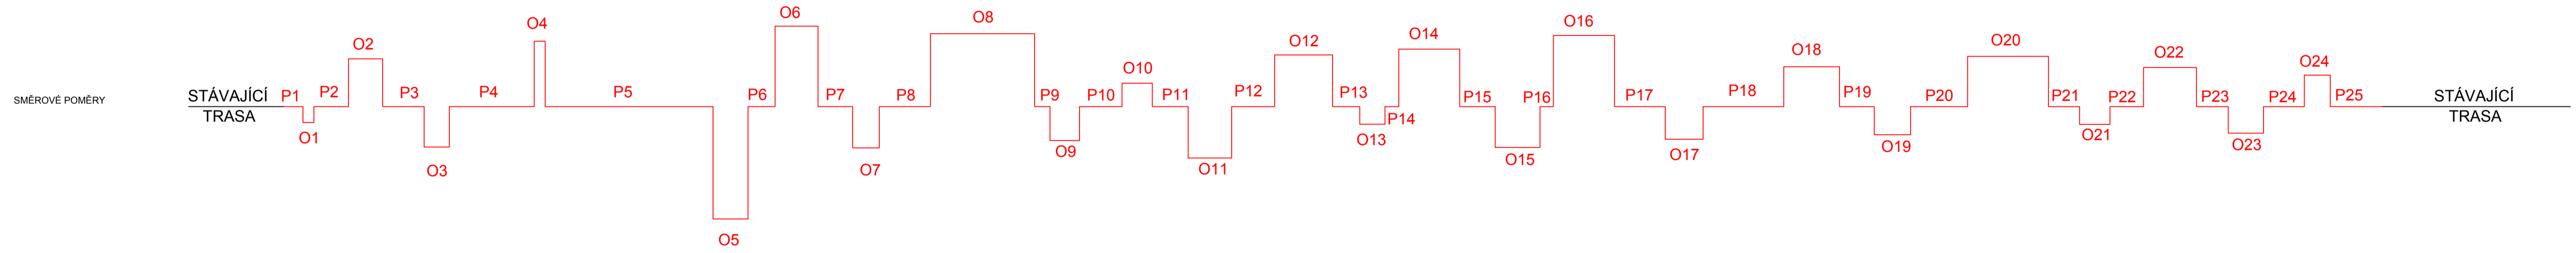 SMĚROVÉ POMĚRY
STÁVAJÍCÍ
TRASA
P1
O1
P2
O2
P3
O3
P4
O4
P5
O5
P6
O6
P7
O7
P8
O8
P9
O9
P10
O10
P11
O11
P12
O12
P13
O13
P14
O14
P15
O15
P16
O16
P17
O17
P18
O18
P19
O19
P20
O20
P21
O21
P22
O22
P23
O23
P24
O24
P25
STÁVAJÍCÍ
TRASA